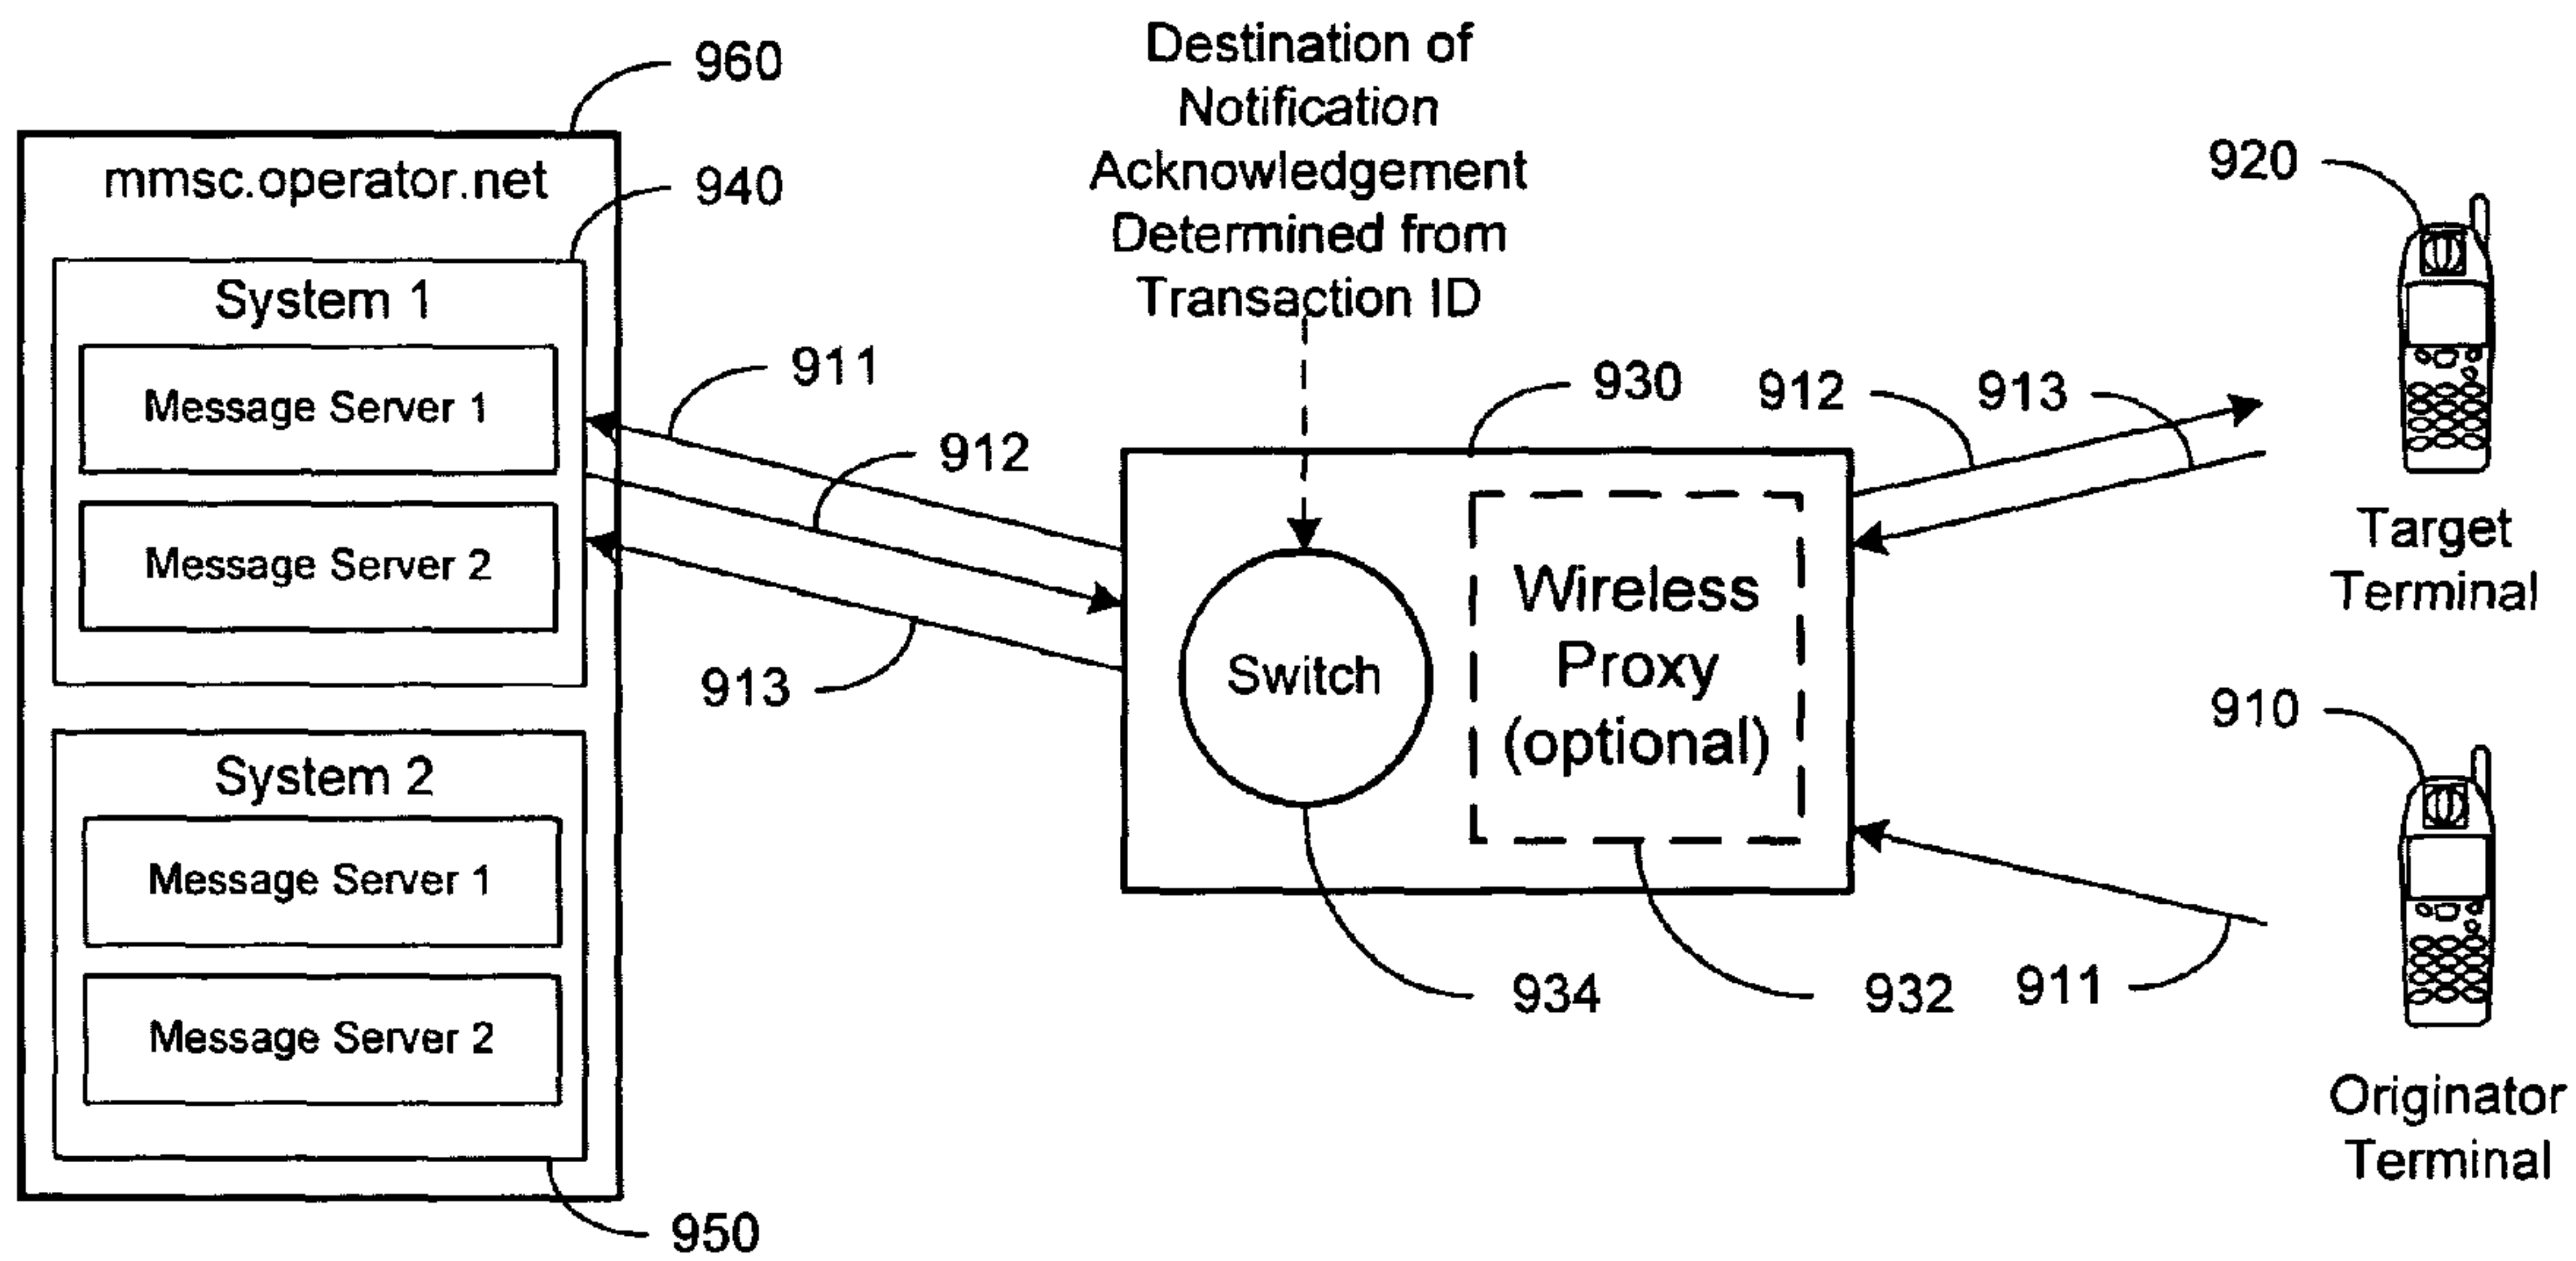 960
mmsc.operator.net
940
System 1
Message Server 1
Message Server 2
System 2
Message Server 1
Message Server 2
950
911
912
913
Destination of
Notification
Acknowledgement
Determined from
Transaction ID
930
Switch
Wireless
Proxy
(optional)
934
932
912
913
911
920
Target
Terminal
910
Originator
Terminal